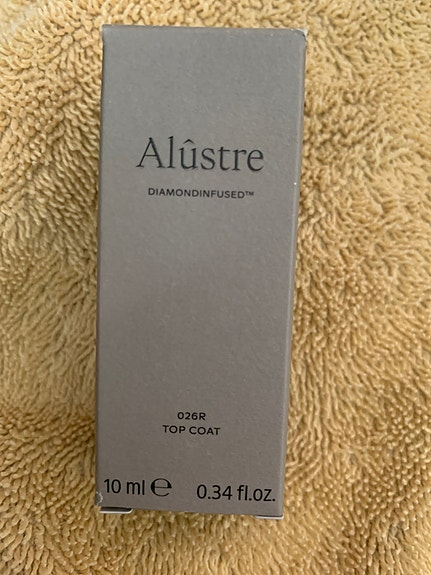 Alûstre
DIAMONDINFUSED™
026R
TOP COAT
10 ml ℮ 0.34 fl.oz.